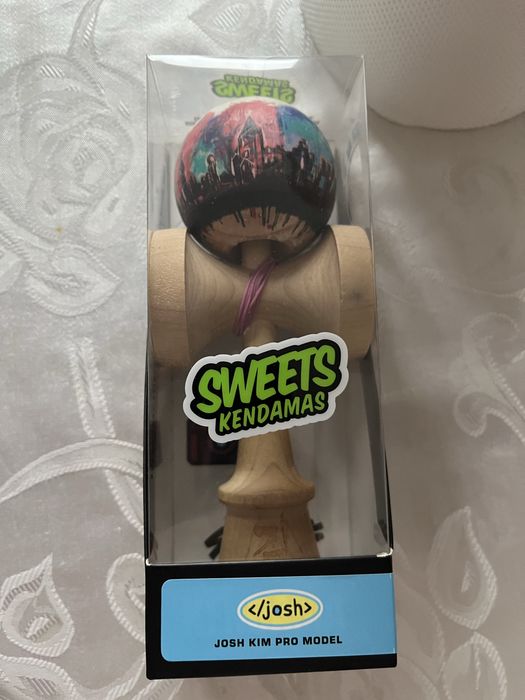 SWEETS
KENDAMAS
SWEETS
KENDAMAS
</josh>
JOSH KIM PRO MODEL